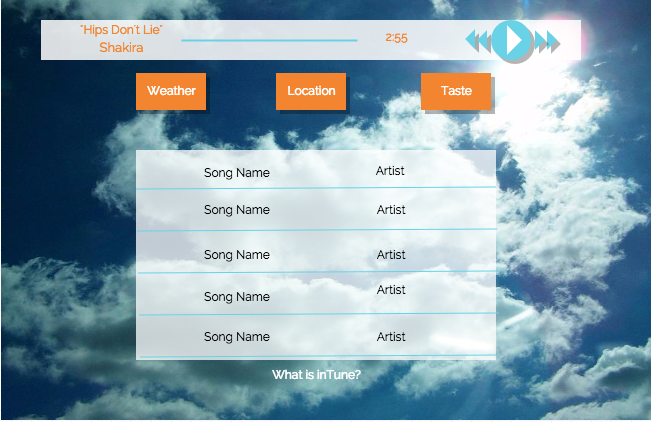 "Hips Don't Lie"
Shakira
2:55
Weather Location Taste
Song Name Artist
Song Name Artist
Song Name Artist
Song Name Artist
Song Name Artist
What is inTune?